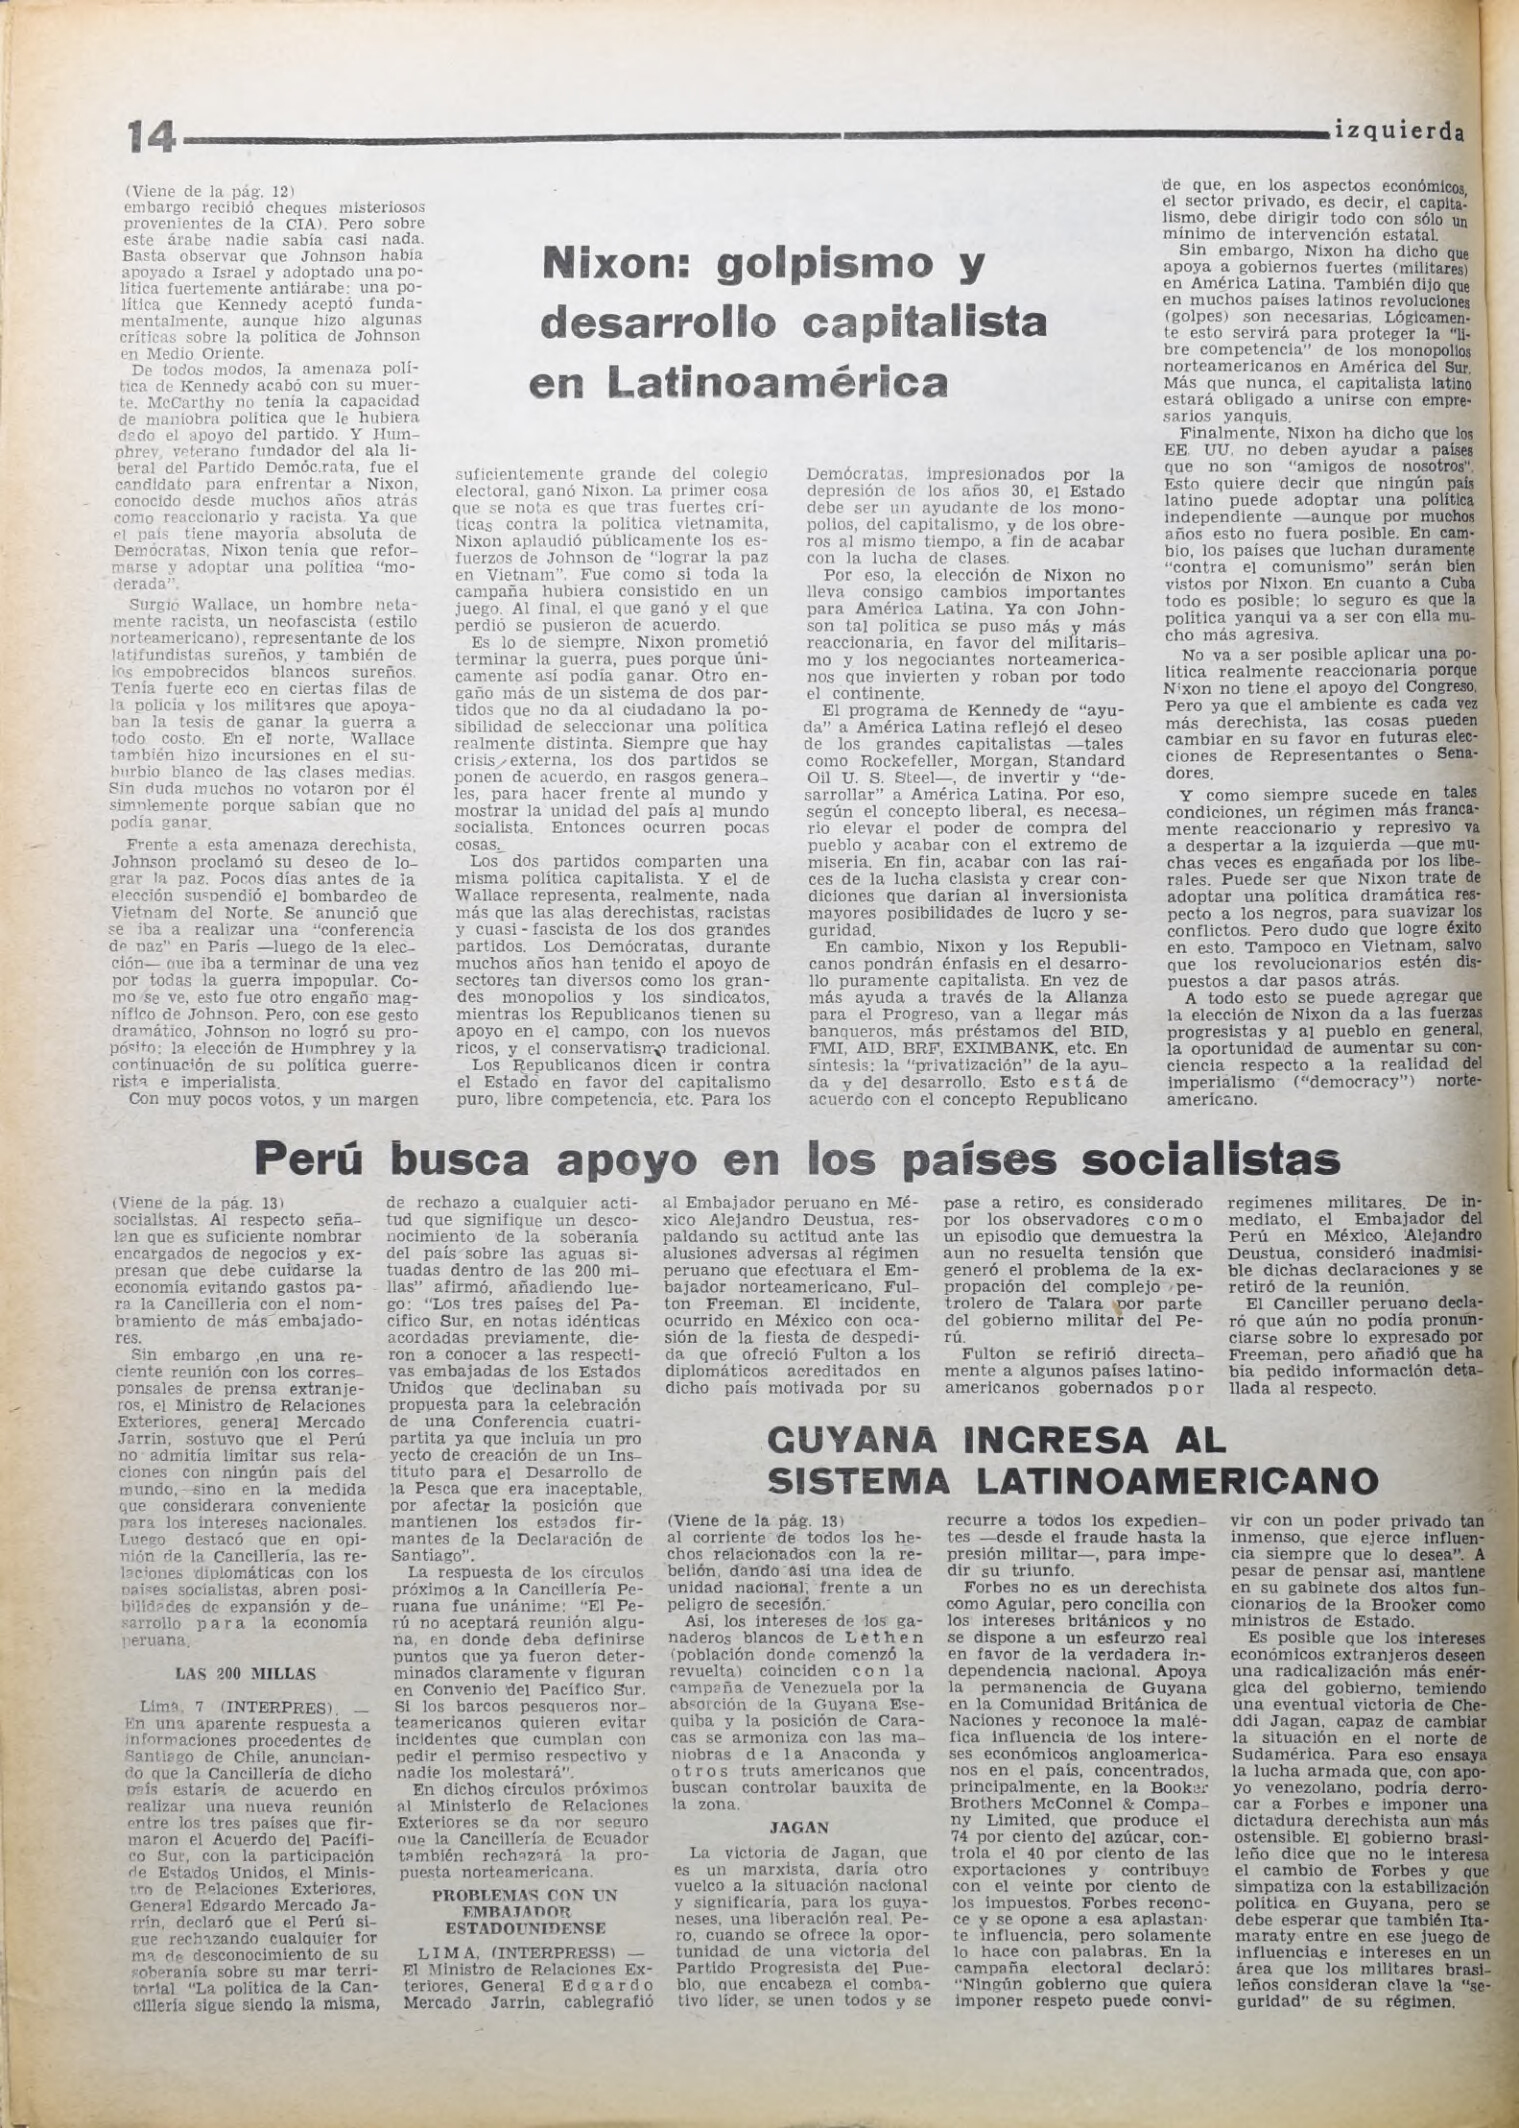 14
izquierda
Nixon: golpismo y
desarrollo capitalista
en Latinoamérica
(Viene de la pág. 12)
embargo recibió cheques misteriosos
provenientes de la CIA). Pero sobre
este árabe nadie sabía casi nada.
Basta observar que Johnson había
apoyado a Israel y adoptado una po-
lítica fuertemente antiárabe: una po-
lítica que Kennedy aceptó funda-
mentalmente, aunque hizo algunas
críticas sobre la política de Johnson
en Medio Oriente.
De todos modos, la amenaza polí-
tica de Kennedy acabó con su muer-
te. McCarthy no tenía la capacidad
de maniobra política que le hubiera
dado el apoyo del partido. Y Hum-
phrey, veterano fundador del ala li-
beral del Partido Demóc.rata, fue el
candidato para enfrentar a Nixon,
conocido desde muchos años atrás
como reaccionario y racista. Ya que
el país tiene mayoría absoluta de
Demócratas, Nixon tenía que refor-
marse y adoptar una política "mo-
derada".
Surgió Wallace, un hombre neta-
mente racista, un neofascista (estilo
norteamericano), representante de los
latifundistas sureños, y también de
los empobrecidos blancos sureños.
Tenía fuerte eco en ciertas filas de
la policía y los militares que apoya-
ban la tesis de ganar la guerra a
todo costo. En el norte, Wallace
también hizo incursiones en el su-
burbio blanco de las clases medias.
Sin duda muchos no votaron por él
simplemente porque sabían que no
podía ganar.
Frente a esta amenaza derechista,
Johnson proclamó su deseo de lo-
grar la paz. Pocos días antes de la
elección suspendió el bombardeo de
Vietnam del Norte. Se anunció que
se iba a realizar una "conferencia
de paz" en París —luego de la elec-
ción— que iba a terminar de una vez
por todas la guerra impopular. Co-
mo se ve, esto fue otro engaño mag-
nífico de Johnson. Pero, con ese gesto
dramático, Johnson no logró su pro-
pósito: la elección de Humphrey y la
continuación de su política guerre-
rista e imperialista.
Con muy pocos votos, y un margen
suficientemente grande del colegio
electoral, ganó Nixon. La primer cosa
que se nota es que tras fuertes crí-
ticas contra la política vietnamita,
Nixon aplaudió públicamente los es-
fuerzos de Johnson de "lograr la paz
en Vietnam". Fue como si toda la
campaña hubiera consistido en un
juego. Al final, el que ganó y el que
perdió se pusieron de acuerdo.
Es lo de siempre. Nixon prometió
terminar la guerra, pues porque úni-
camente así podía ganar. Otro en-
gaño más de un sistema de dos par-
tidos que no da al ciudadano la po-
sibilidad de seleccionar una política
realmente distinta. Siempre que hay
crisis externa, los dos partidos se
ponen de acuerdo, en rasgos genera-
les, para hacer frente al mundo y
mostrar la unidad del país al mundo
socialista. Entonces ocurren pocas
cosas.
Los dos partidos comparten una
misma política capitalista. Y el de
Wallace representa, realmente, nada
más que las alas derechistas, racistas
y cuasi-fascista de los dos grandes
partidos. Los Demócratas, durante
muchos años han tenido el apoyo de
sectores tan diversos como los gran-
des monopolios y los sindicatos,
mientras los Republicanos tienen su
apoyo en el campo, con los nuevos
ricos, y el conservatismo tradicional.
Los Republicanos dicen ir contra
el Estado en favor del capitalismo
puro, libre competencia, etc. Para los
Demócratas, impresionados por la
depresión de los años 30, el Estado
debe ser un ayudante de los mono-
polios, del capitalismo, y de los obre-
ros al mismo tiempo, a fin de acabar
con la lucha de clases.
Por eso, la elección de Nixon no
lleva consigo cambios importantes
para América Latina. Ya con John-
son tal política se puso más y más
reaccionaria, en favor del militaris-
mo y los negociantes norteamerica-
nos que invierten y roban por todo
el continente.
El programa de Kennedy de "ayu-
da" a América Latina reflejó el deseo
de los grandes capitalistas —tales
como Rockefeller, Morgan, Standard
Oil U. S. Steel—, de invertir y "de-
sarrollar" a América Latina. Por eso,
según el concepto liberal, es necesa-
rio elevar el poder de compra del
pueblo y acabar con el extremo de
miseria. En fin, acabar con las raí-
ces de la lucha clasista y crear con-
diciones que darían al inversionista
mayores posibilidades de lucro y se-
guridad.
En cambio, Nixon y los Republi-
canos pondrán énfasis en el desarro-
llo puramente capitalista. En vez de
más ayuda a través de la Alianza
para el Progreso, van a llegar más
banqueros, más préstamos del BID,
FMI, AID, BRF, EXIMBANK, etc. En
síntesis: la "privatización" de la ayu-
da y del desarrollo. Esto está de
acuerdo con el concepto Republicano
de que, en los aspectos económicos,
el sector privado, es decir, el capita-
lismo, debe dirigir todo con sólo un
mínimo de intervención estatal.
Sin embargo, Nixon ha dicho que
apoya a gobiernos fuertes (militares)
en América Latina. También dijo que
en muchos países latinos revoluciones
(golpes) son necesarias. Lógicamen-
te esto servirá para proteger la "li-
bre competencia" de los monopolios
norteamericanos en América del Sur.
Más que nunca, el capitalista latino
estará obligado a unirse con empre-
sarios yanquis.
Finalmente, Nixon ha dicho que los
EE. UU. no deben ayudar a países
que no son "amigos de nosotros".
Esto quiere decir que ningún país
latino puede adoptar una política
independiente —aunque por muchos
años esto no fuera posible. En cam-
bio, los países que luchan duramente
"contra el comunismo" serán bien
vistos por Nixon. En cuanto a Cuba
todo es posible; lo seguro es que la
política yanqui va a ser con ella mu-
cho más agresiva.
No va a ser posible aplicar una po-
lítica realmente reaccionaria porque
Nixon no tiene el apoyo del Congreso.
Pero ya que el ambiente es cada vez
más derechista, las cosas pueden
cambiar en su favor en futuras elec-
ciones de Representantes o Sena-
dores.
Y como siempre sucede en tales
condiciones, un régimen más franca-
mente reaccionario y represivo va
a despertar a la izquierda —que mu-
chas veces es engañada por los libe-
rales. Puede ser que Nixon trate de
adoptar una política dramática res-
pecto a los negros, para suavizar los
conflictos. Pero dudo que logre éxito
en esto. Tampoco en Vietnam, salvo
que los revolucionarios estén dis-
puestos a dar pasos atrás.
A todo esto se puede agregar que
la elección de Nixon da a las fuerzas
progresistas y al pueblo en general,
la oportunidad de aumentar su con-
ciencia respecto a la realidad del
imperialismo ("democracy") norte-
americano.
Perú busca apoyo en los países socialistas
(Viene de la pág. 13)
socialistas. Al respecto seña-
lan que es suficiente nombrar
encargados de negocios y ex-
presan que debe cuidarse la
economía evitando gastos pa-
ra la Cancillería con el nom-
bramiento de más embajado-
res.
Sin embargo ,en una re-
ciente reunión con los corres-
ponsales de prensa extranje-
ros, el Ministro de Relaciones
Exteriores, general Mercado
Jarrin, sostuvo que el Perú
no admitía limitar sus rela-
ciones con ningún país del
mundo, sino en la medida
que considerara conveniente
para los intereses nacionales.
Luego destacó que en opi-
nión de la Cancillería, las re-
laciones diplomáticas con los
países socialistas, abren posi-
bilidades de expansión y de-
sarrollo para la economía
peruana.
LAS 200 MILLAS
Lima, 7 (INTERPRES). —
En una aparente respuesta a
informaciones procedentes de
Santiago de Chile, anuncian-
do que la Cancillería de dicho
país estaría de acuerdo en
realizar una nueva reunión
entre los tres países que fir-
maron el Acuerdo del Pacífi-
co Sur, con la participación
de Estados Unidos, el Minis-
tro de Relaciones Exteriores,
General Edgardo Mercado Ja-
rrín, declaró que el Perú si-
gue rechazando cualquier for
ma de desconocimiento de su
soberanía sobre su mar terri-
torial "La política de la Can-
cillería sigue siendo la misma,
de rechazo a cualquier acti-
tud que signifique un desco-
nocimiento de la soberanía
del país sobre las aguas si-
tuadas dentro de las 200 mi-
llas" afirmó, añadiendo lue-
go: "Los tres países del Pa-
cífico Sur, en notas idénticas
acordadas previamente, die-
ron a conocer a las respecti-
vas embajadas de los Estados
Unidos que declinaban su
propuesta para la celebración
de una Conferencia cuatri-
partita ya que incluía un pro
yecto de creación de un Ins-
tituto para el Desarrollo de
la Pesca que era inaceptable,
por afectar la posición que
mantienen los estados fir-
mantes de la Declaración de
Santiago".
La respuesta de los círculos
próximos a la Cancillería Pe-
ruana fue unánime: "El Pe-
rú no aceptará reunión algu-
na, en donde deba definirse
puntos que ya fueron deter-
minados claramente y figuran
en Convenio del Pacífico Sur.
Si los barcos pesqueros nor-
teamericanos quieren evitar
incidentes que cumplan con
pedir el permiso respectivo y
nadie los molestará".
En dichos círculos próximos
al Ministerio de Relaciones
Exteriores se da por seguro
que la Cancillería de Ecuador
también rechazará la pro-
puesta norteamericana.
PROBLEMAS CON UN
EMBAJADOR
ESTADOUNIDENSE
LIMA, (INTERPRESS) —
El Ministro de Relaciones Ex-
teriores, General Edgardo
Mercado Jarrín, cablegrafió
al Embajador peruano en Mé-
xico Alejandro Deustua, res-
paldando su actitud ante las
alusiones adversas al régimen
peruano que efectuara el Em-
bajador norteamericano, Ful-
ton Freeman. El incidente,
ocurrido en México con oca-
sión de la fiesta de despedi-
da que ofreció Fulton a los
diplomáticos acreditados en
dicho país motivada por su
pase a retiro, es considerado
por los observadores como
un episodio que demuestra la
aun no resuelta tensión que
generó el problema de la ex-
propación del complejo pe-
trolero de Talara por parte
del gobierno militar del Pe-
rú.
Fulton se refirió directa-
mente a algunos países latino-
americanos gobernados por
regimenes militares. De in-
mediato, el Embajador del
Perú en México, Alejandro
Deustua, consideró inadmisi-
ble dichas declaraciones y se
retiró de la reunión.
El Canciller peruano decla-
ró que aún no podía pronun-
ciarse sobre lo expresado por
Freeman, pero añadió que ha
bía pedido información deta-
llada al respecto.
GUYANA INGRESA AL
SISTEMA LATINOAMERICANO
(Viene de la pág. 13)
al corriente de todos los he-
chos relacionados con la re-
belión, dando así una idea de
unidad nacional, frente a un
peligro de secesión.
Así, los intereses de los ga-
naderos blancos de Lethen
(población donde comenzó la
revuelta) coinciden con la
campaña de Venezuela por la
absorción de la Guyana Ese-
quiba y la posición de Cara-
cas se armoniza con las ma-
niobras de la Anaconda y
otros truts americanos que
buscan controlar bauxita de
la zona.
JAGAN
La victoria de Jagan, que
es un marxista, daría otro
vuelco a la situación nacional
y significaría, para los guya-
neses, una liberación real. Pe-
ro, cuando se ofrece la opor-
tunidad de una victoria del
Partido Progresista del Pue-
blo, que encabeza el comba-
tivo líder, se unen todos y se
recurre a todos los expedien-
tes —desde el fraude hasta la
presión militar—, para impe-
dir su triunfo.
Forbes no es un derechista
como Aguiar, pero concilia con
los intereses británicos y no
se dispone a un esfeurzo real
en favor de la verdadera in-
dependencia nacional. Apoya
la permanencia de Guyana
en la Comunidad Británica de
Naciones y reconoce la malé-
fica influencia de los intere-
ses económicos angloamerica-
nos en el país, concentrados,
principalmente, en la Booker
Brothers McConnel & Compa-
ny Limited, que produce el
74 por ciento del azúcar, con-
trola el 40 por ciento de las
exportaciones y contribuye
con el veinte por ciento de
los impuestos. Forbes recono-
ce y se opone a esa aplastan-
te influencia, pero solamente
lo hace con palabras. En la
campaña electoral declaró:
"Ningún gobierno que quiera
imponer respeto puede convi-
vir con un poder privado tan
inmenso, que ejerce influen-
cia siempre que lo desea". A
pesar de pensar así, mantiene
en su gabinete dos altos fun-
cionarios de la Brooker como
ministros de Estado.
Es posible que los intereses
económicos extranjeros deseen
una radicalización más enér-
gica del gobierno, temiendo
una eventual victoria de Che-
ddi Jagan, capaz de cambiar
la situación en el norte de
Sudamérica. Para eso ensaya
la lucha armada que, con apo-
yo venezolano, podría derro-
car a Forbes e imponer una
dictadura derechista aun más
ostensible. El gobierno brasi-
leño dice que no le interesa
el cambio de Forbes y que
simpatiza con la estabilización
política en Guyana, pero se
debe esperar que también Ita-
maraty entre en ese juego de
influencias e intereses en un
área que los militares brasi-
leños consideran clave la "se-
guridad" de su régimen.